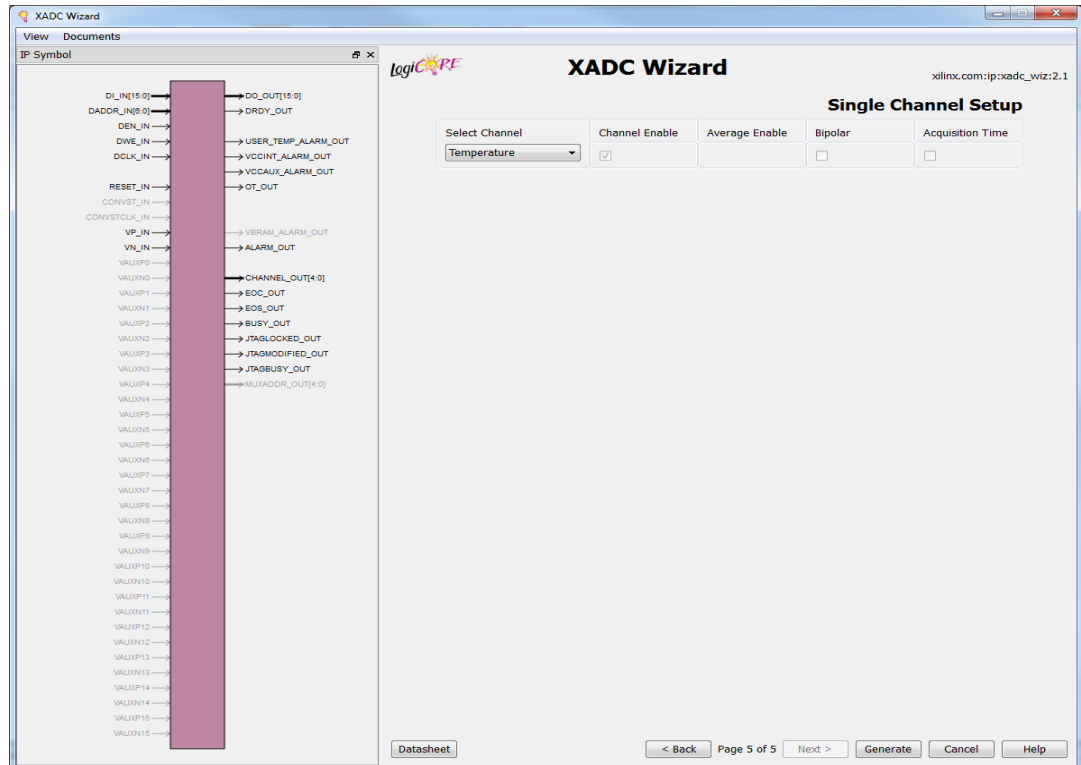 XADC Wizard
View Documents
IP Symbol
DI_IN[15:0]
DADDR_IN[6:0]
DEN_IN
DWE_IN
DCLK_IN
RESET_IN
CONVST_IN
CONVSTCLK_IN
VP_IN
VN_IN
VAUXP0
VAUXN0
VAUXP1
VAUXN1
VAUXP2
VAUXN2
VAUXP3
VAUXN3
VAUXP4
VAUXN4
VAUXP5
VAUXN5
VAUXP6
VAUXN6
VAUXP7
VAUXN7
VAUXP8
VAUXN8
VAUXP9
VAUXN9
VAUXP10
VAUXN10
VAUXP11
VAUXN11
VAUXP12
VAUXN12
VAUXP13
VAUXN13
VAUXP14
VAUXN14
VAUXP15
VAUXN15
DO_OUT[15:0]
DRDY_OUT
USER_TEMP_ALARM_OUT
VCCINT_ALARM_OUT
VCCAUX_ALARM_OUT
OT_OUT
VBRAM_ALARM_OUT
ALARM_OUT
CHANNEL_OUT[4:0]
EOC_OUT
EOS_OUT
BUSY_OUT
JTAGLOCKED_OUT
JTAGMODIFIED_OUT
JTAGBUSY_OUT
MUXADDR_OUT[4:0]
LogiCORE
XADC Wizard
xilinx.com:ip:xadc_wiz:2.1
Single Channel Setup
Select Channel Channel Enable Average Enable Bipolar Acquisition Time
Temperature
Datasheet < Back Page 5 of 5 Next > Generate Cancel Help